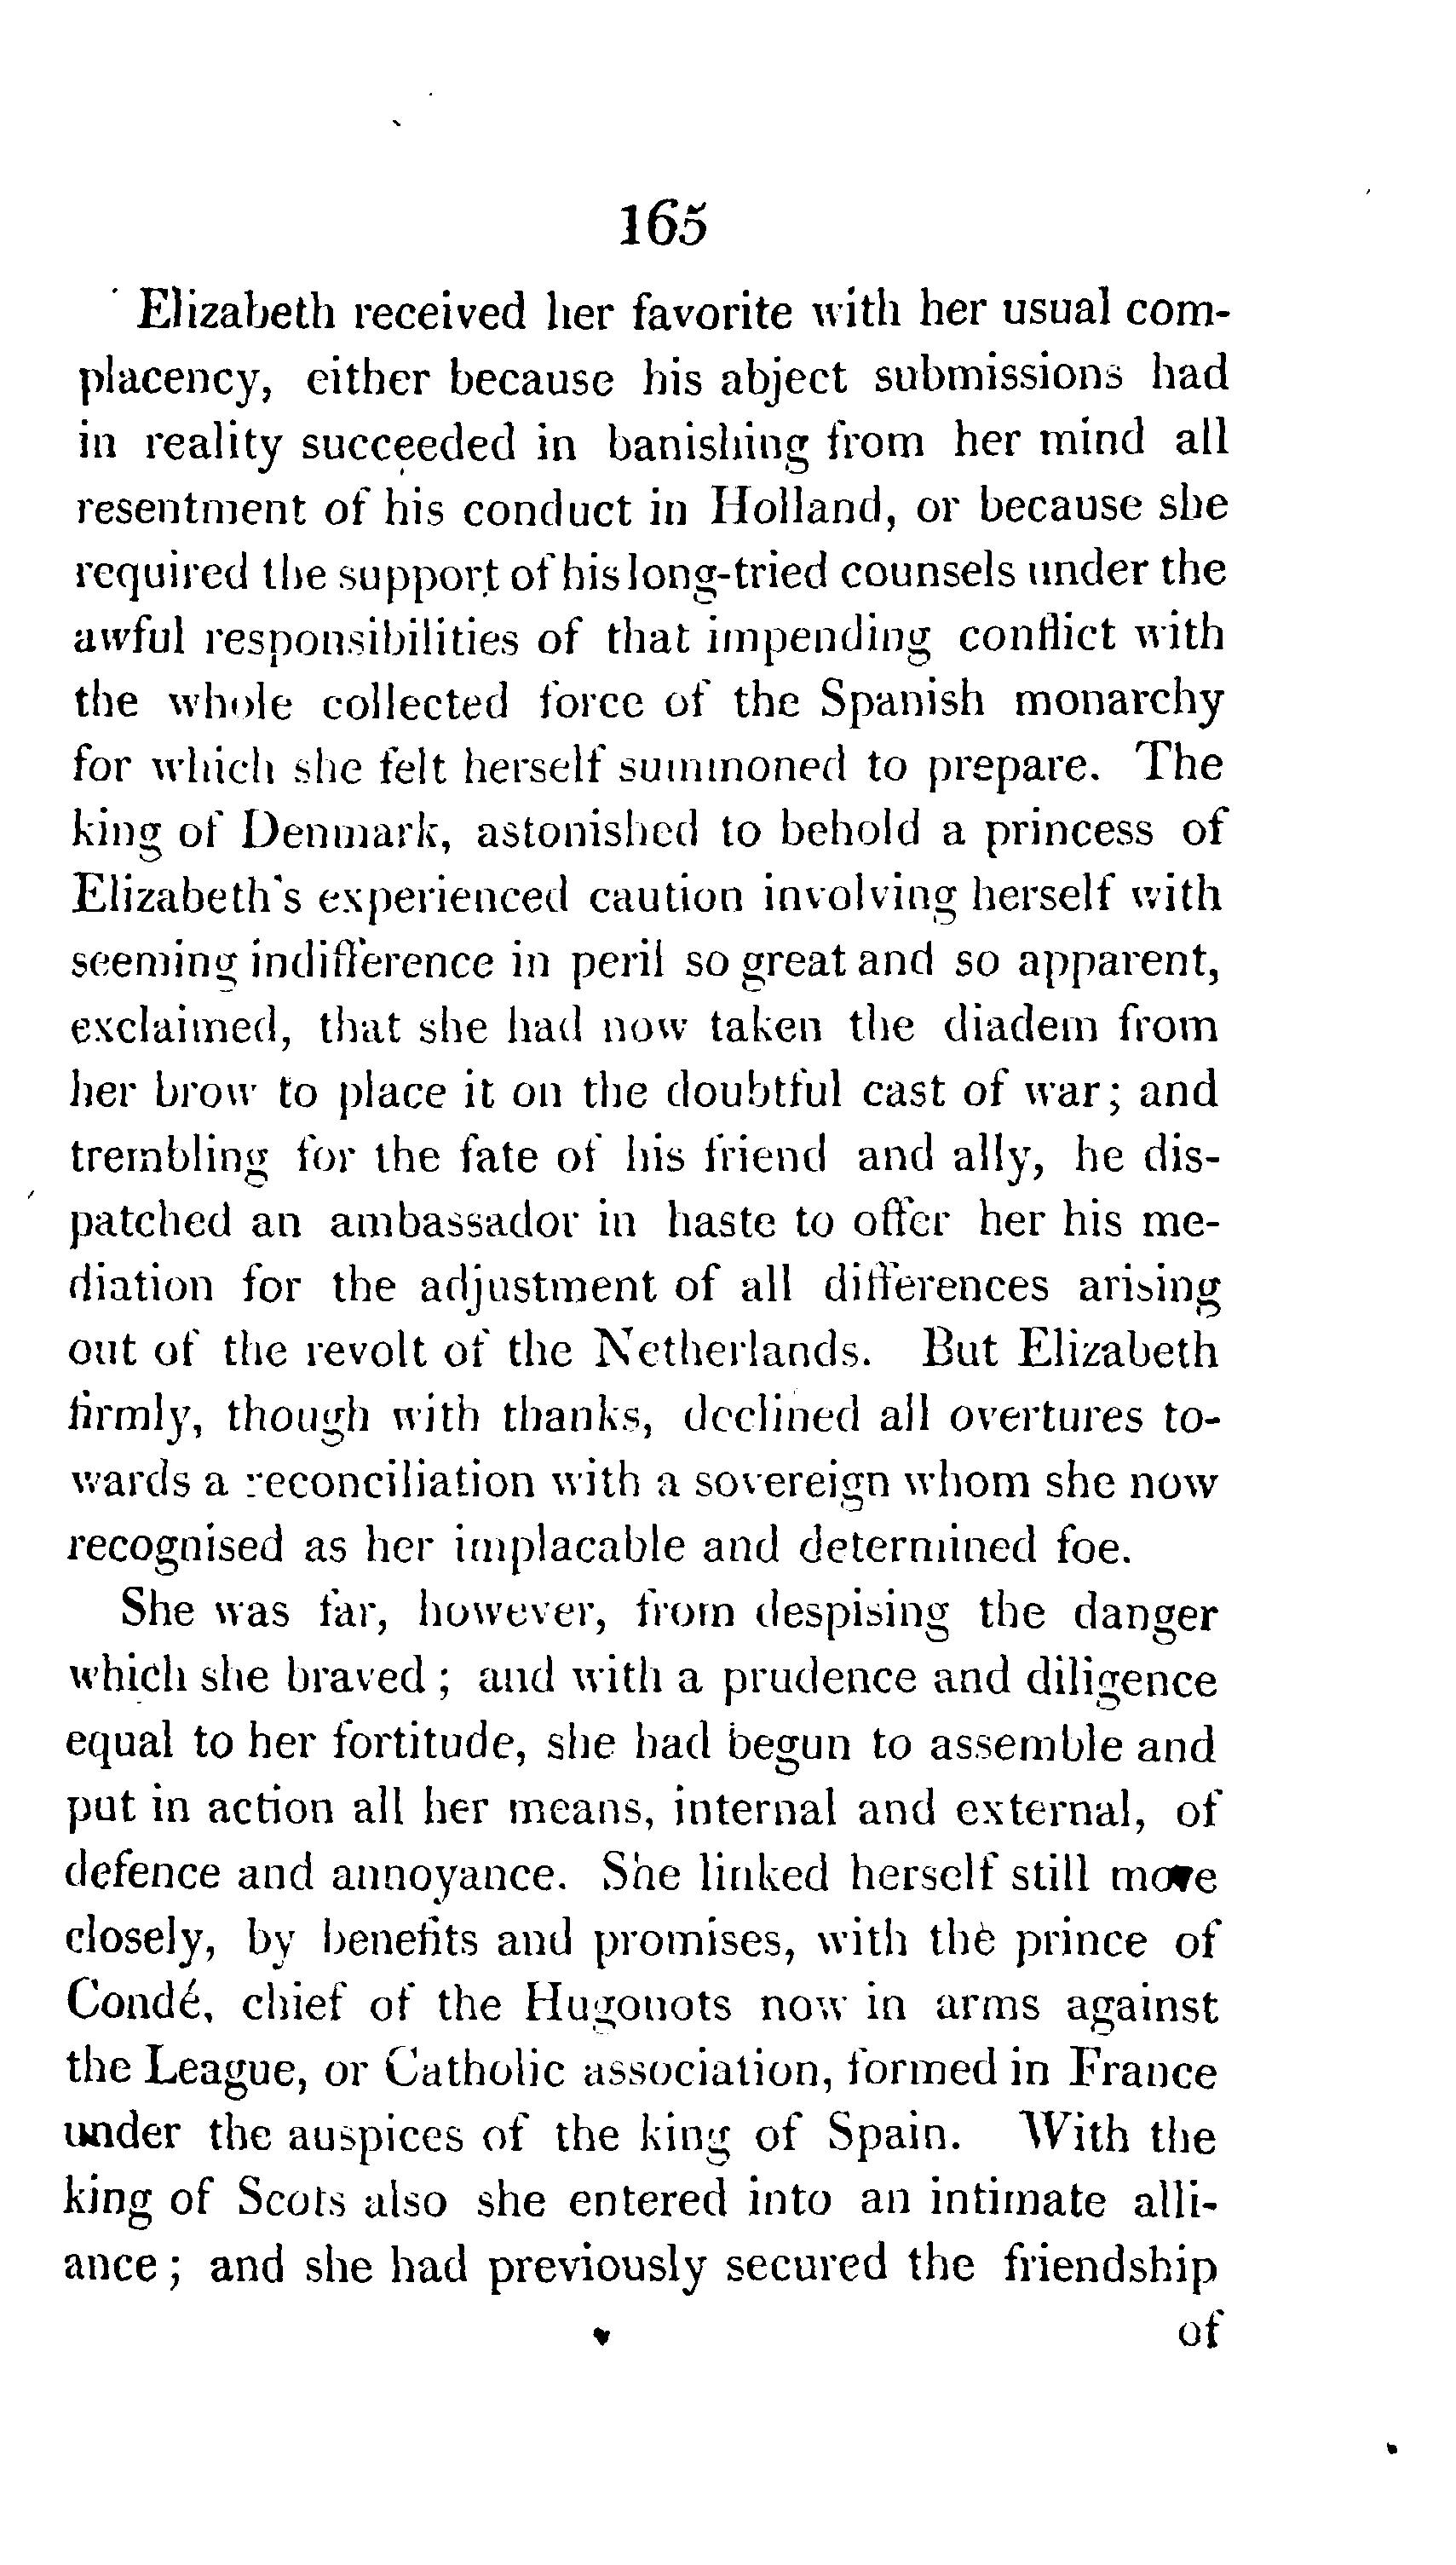 165
Elizabeth received her favorite with her usual com-
placency, either because his abject submissions had
in reality succeeded in banishing from her mind all
resentment of his conduct in Holland, or because she
required the support of his long-tried counsels under the
awful responsibilities of that impending conflict with
the whole collected force of the Spanish monarchy
for which she felt herself summoned to prepare. The
king of Denmark, astonished to behold a princess of
Elizabeth's experienced caution involving herself with
seeming indifference in peril so great and so apparent,
exclaimed, that she had now taken the diadem from
her brow to place it on the doubtful cast of war; and
trembling for the fate of his friend and ally, he dis-
patched an ambassador in haste to offer her his me-
diation for the adjustment of all differences arising
out of the revolt of the Netherlands. But Elizabeth
firmly, though with thanks, declined all overtures to-
wards a reconciliation with a sovereign whom she now
recognised as her implacable and determined foe.
She was far, however, from despising the danger
which she braved; and with a prudence and diligence
equal to her fortitude, she had begun to assemble and
put in action all her means, internal and external, of
defence and annoyance. She linked herself still more
closely, by benefits and promises, with the prince of
Condé, chief of the Hugonots now in arms against
the League, or Catholic association, formed in France
under the auspices of the king of Spain. With the
king of Scots also she entered into an intimate alli-
ance; and she had previously secured the friendship
of